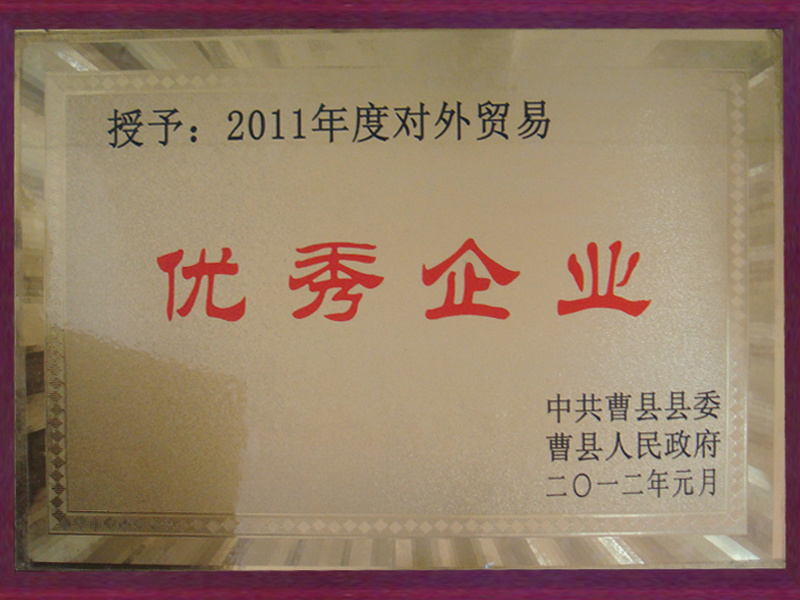 授予：2011年度对外贸易
优秀企业
中共曹县县委
曹县人民政府
二〇一二年元月